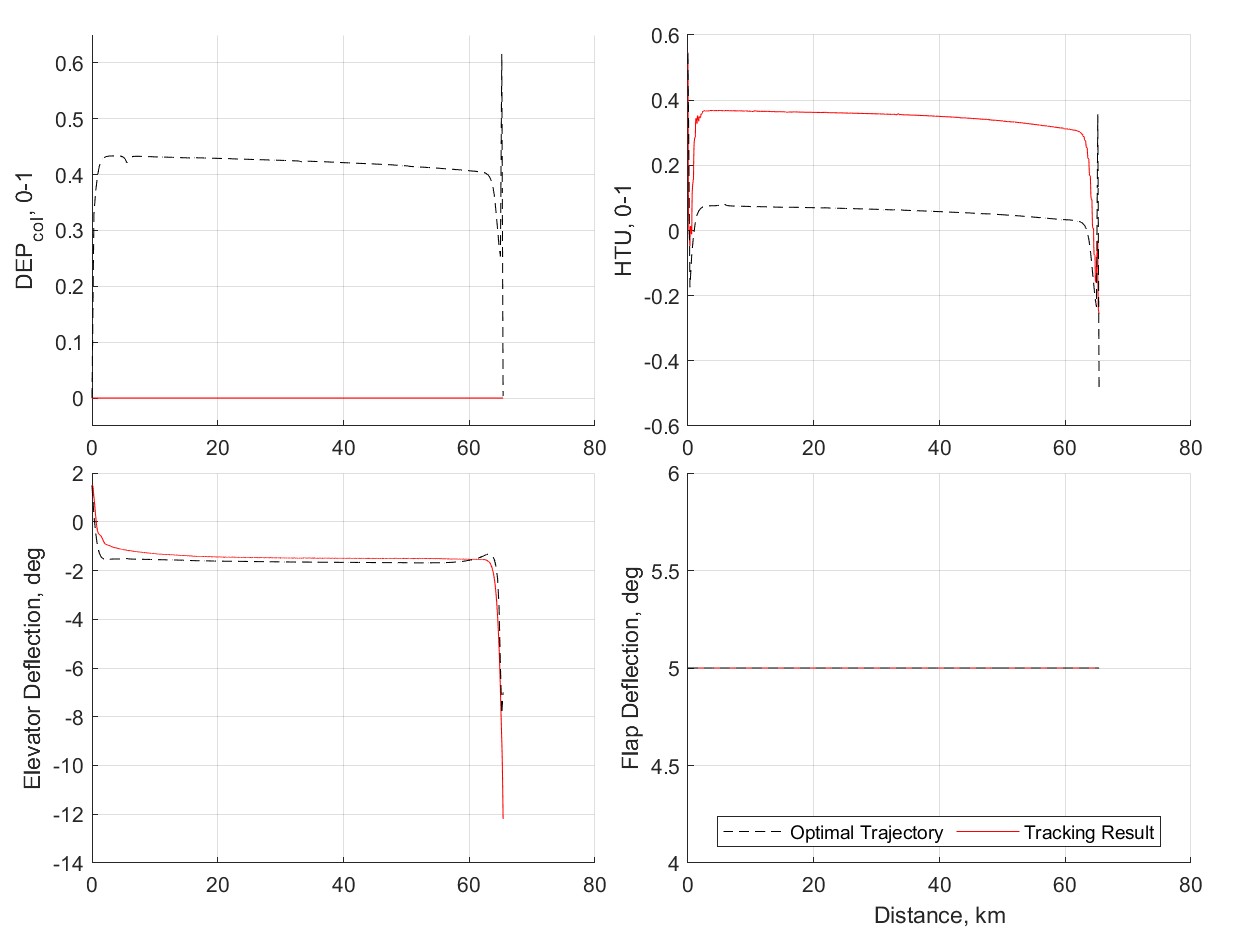 DEP_col, 0-1
0.6
0.5
0.4
0.3
0.2
0.1
0
0 20 40 60 80
HTU, 0-1
0.6
0.4
0.2
0
-0.2
-0.4
-0.6
0 20 40 60 80
Elevator Deflection, deg
2
0
-2
-4
-6
-8
-10
-12
-14
0 20 40 60 80
Flap Deflection, deg
6
5.5
5
4.5
4
Optimal Trajectory Tracking Result
0 20 40 60 80
Distance, km